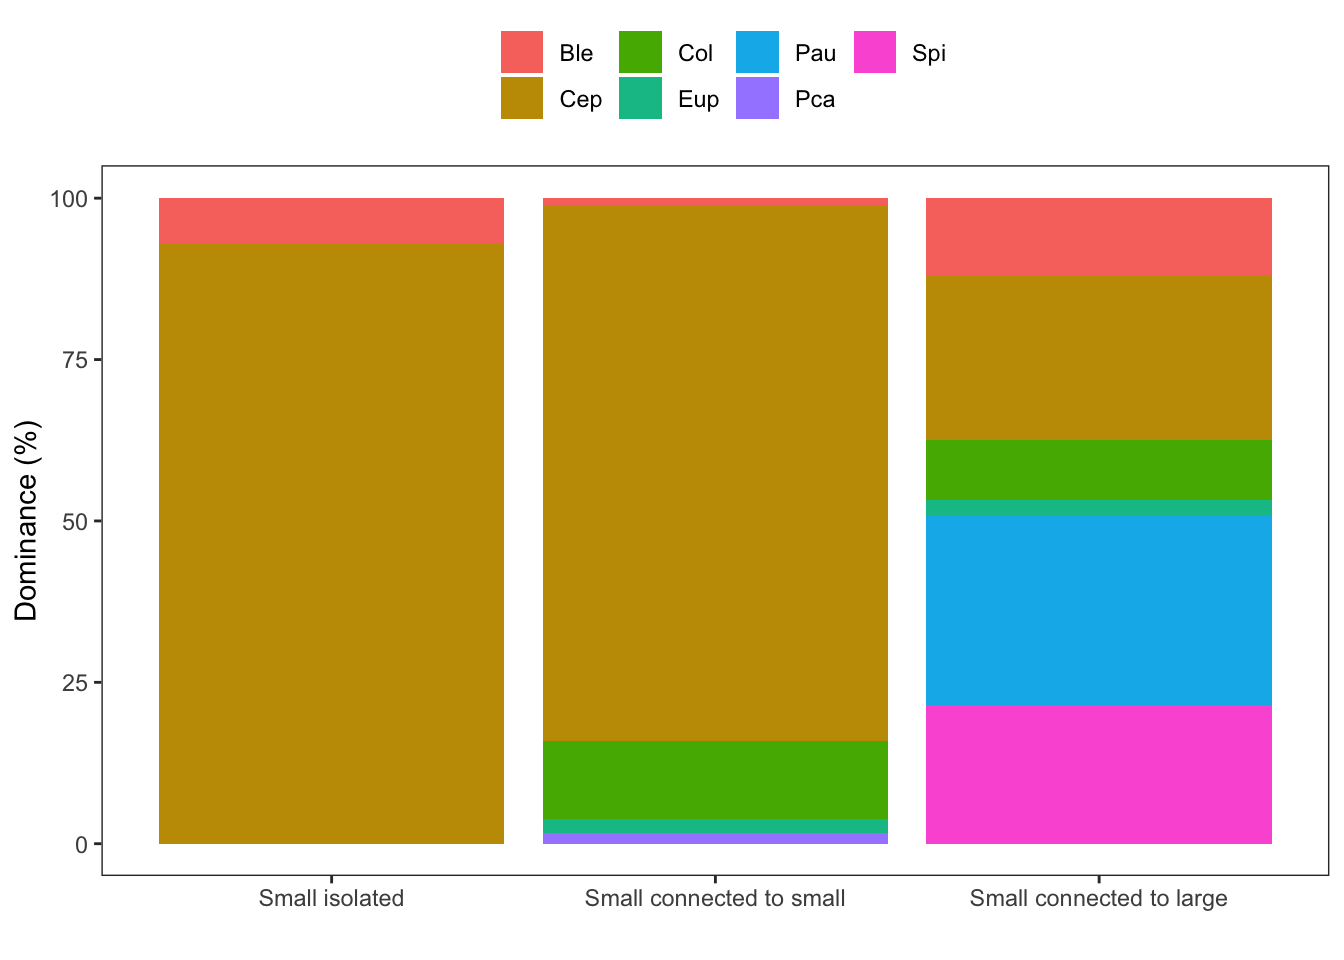 Ble Col Pau Spi
Cep Eup Pca
Dominance (%)
100
75
50
25
0
Small isolated Small connected to small Small connected to large